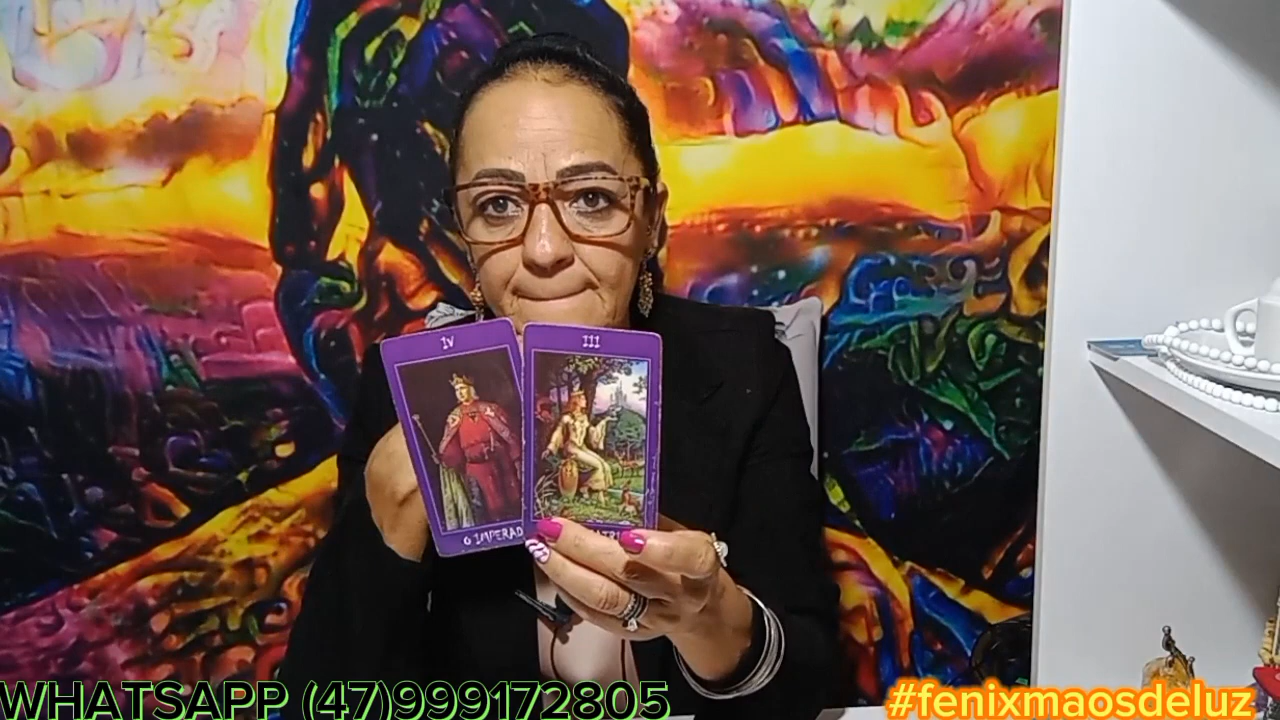 IV
III
O IMPERAD
WHATSAPP (47)999172805
#fenixmaosdeluz